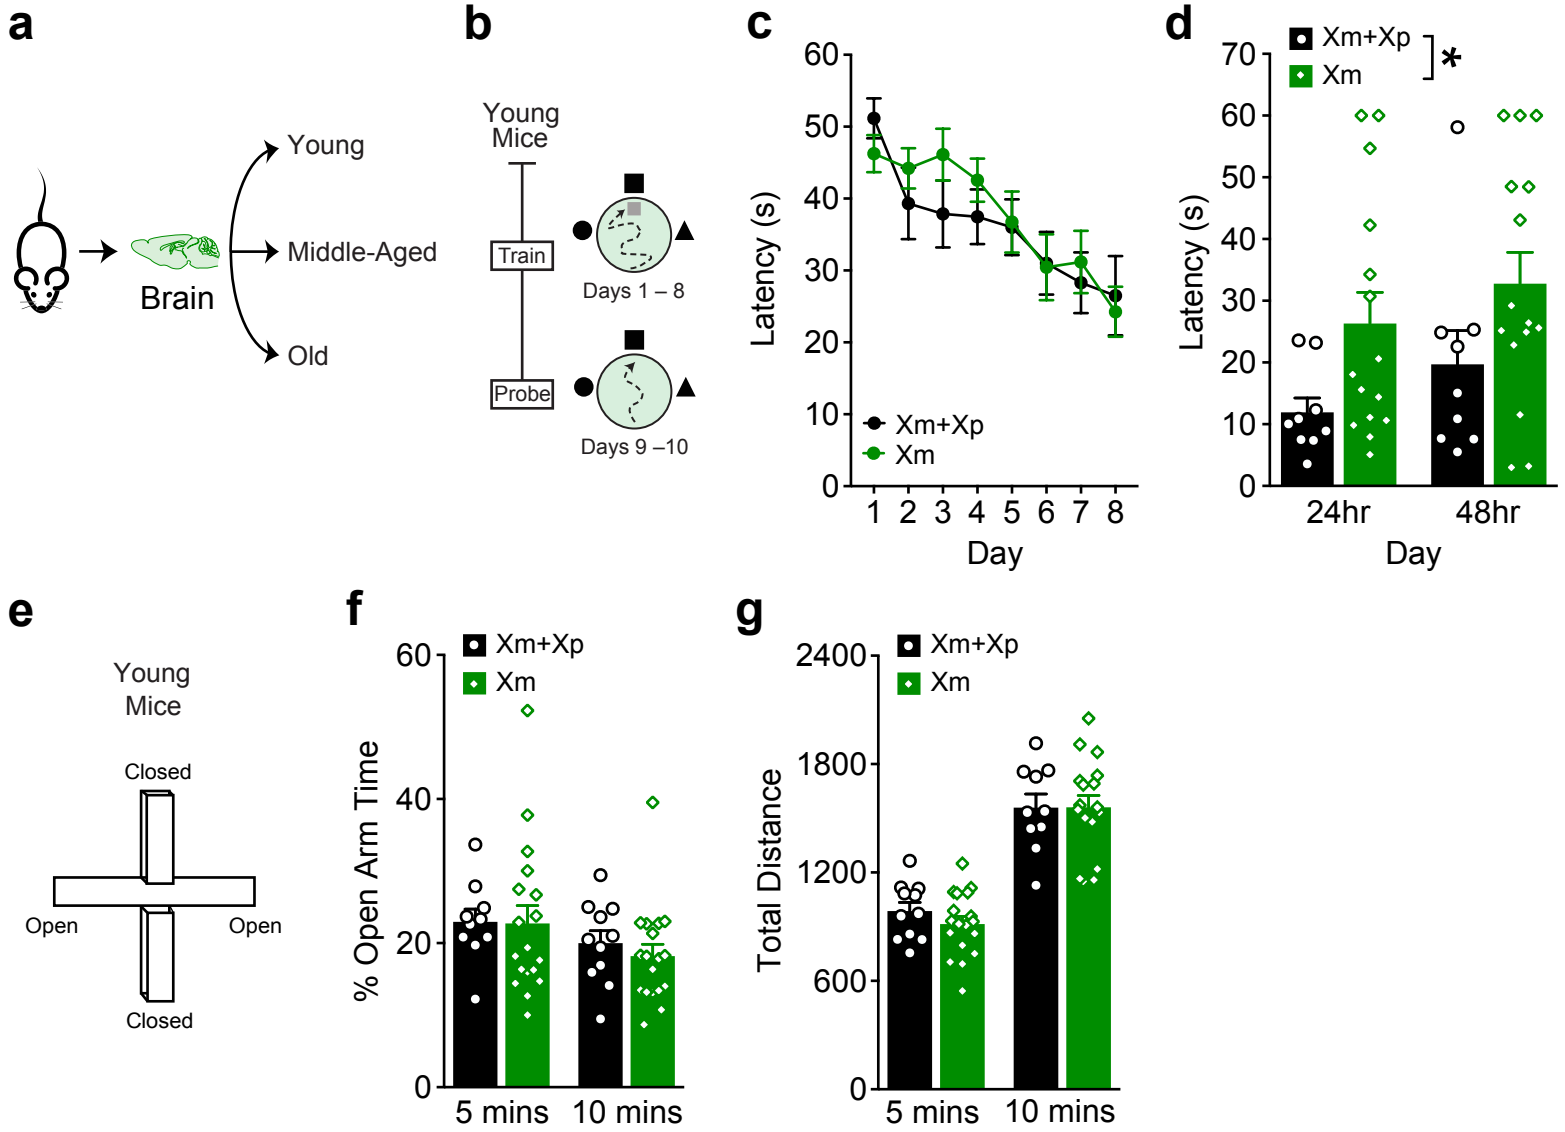 a
Young
Middle-Aged
Old
Brain
b
Young
Mice
Train
Days 1 – 8
Probe
Days 9 –10
c
60
50
40
30
20
10
0
Latency (s)
Xm+Xp
Xm
1 2 3 4 5 6 7 8
Day
d
Xm+Xp
Xm
*
70
60
50
40
30
20
10
0
Latency (s)
24hr 48hr
Day
e
Young
Mice
Closed
Open Open
Closed
f
Xm+Xp
Xm
60
40
20
0
% Open Arm Time
5 mins 10 mins
g
Xm+Xp
Xm
2400
1800
1200
600
0
Total Distance
5 mins 10 mins